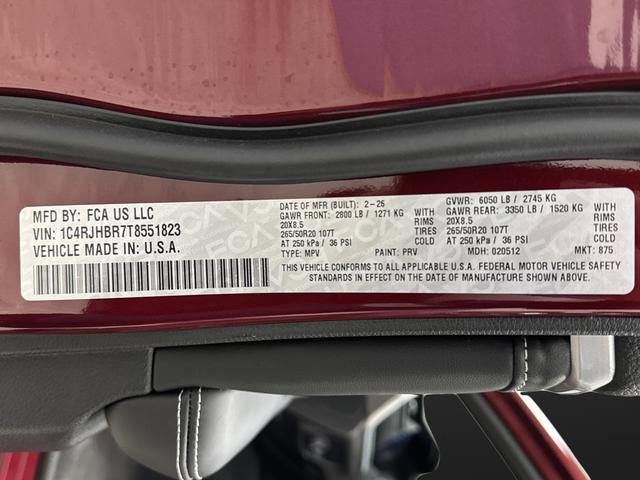 MFD BY: FCA US LLC
VIN: 1C4RJHBR7T8551823
VEHICLE MADE IN: U.S.A.
DATE OF MFR (BUILT): 2-26
GAWR FRONT: 2800 LB / 1271 KG
20X8.5 RIMS
265/50R20 107T TIRES
AT 250 kPa / 36 PSI COLD
TYPE: MPV PAINT: PRV
GVWR: 6050 LB / 2745 KG
GAWR REAR: 3350 LB / 1520 KG
20X8.5 RIMS
265/50R20 107T TIRES
AT 250 kPa / 36 PSI COLD
MDH: 020512 MKT: 875
THIS VEHICLE CONFORMS TO ALL APPLICABLE U.S.A. FEDERAL MOTOR VEHICLE SAFETY
STANDARDS IN EFFECT ON THE DATE OF MANUFACTURE SHOWN ABOVE.